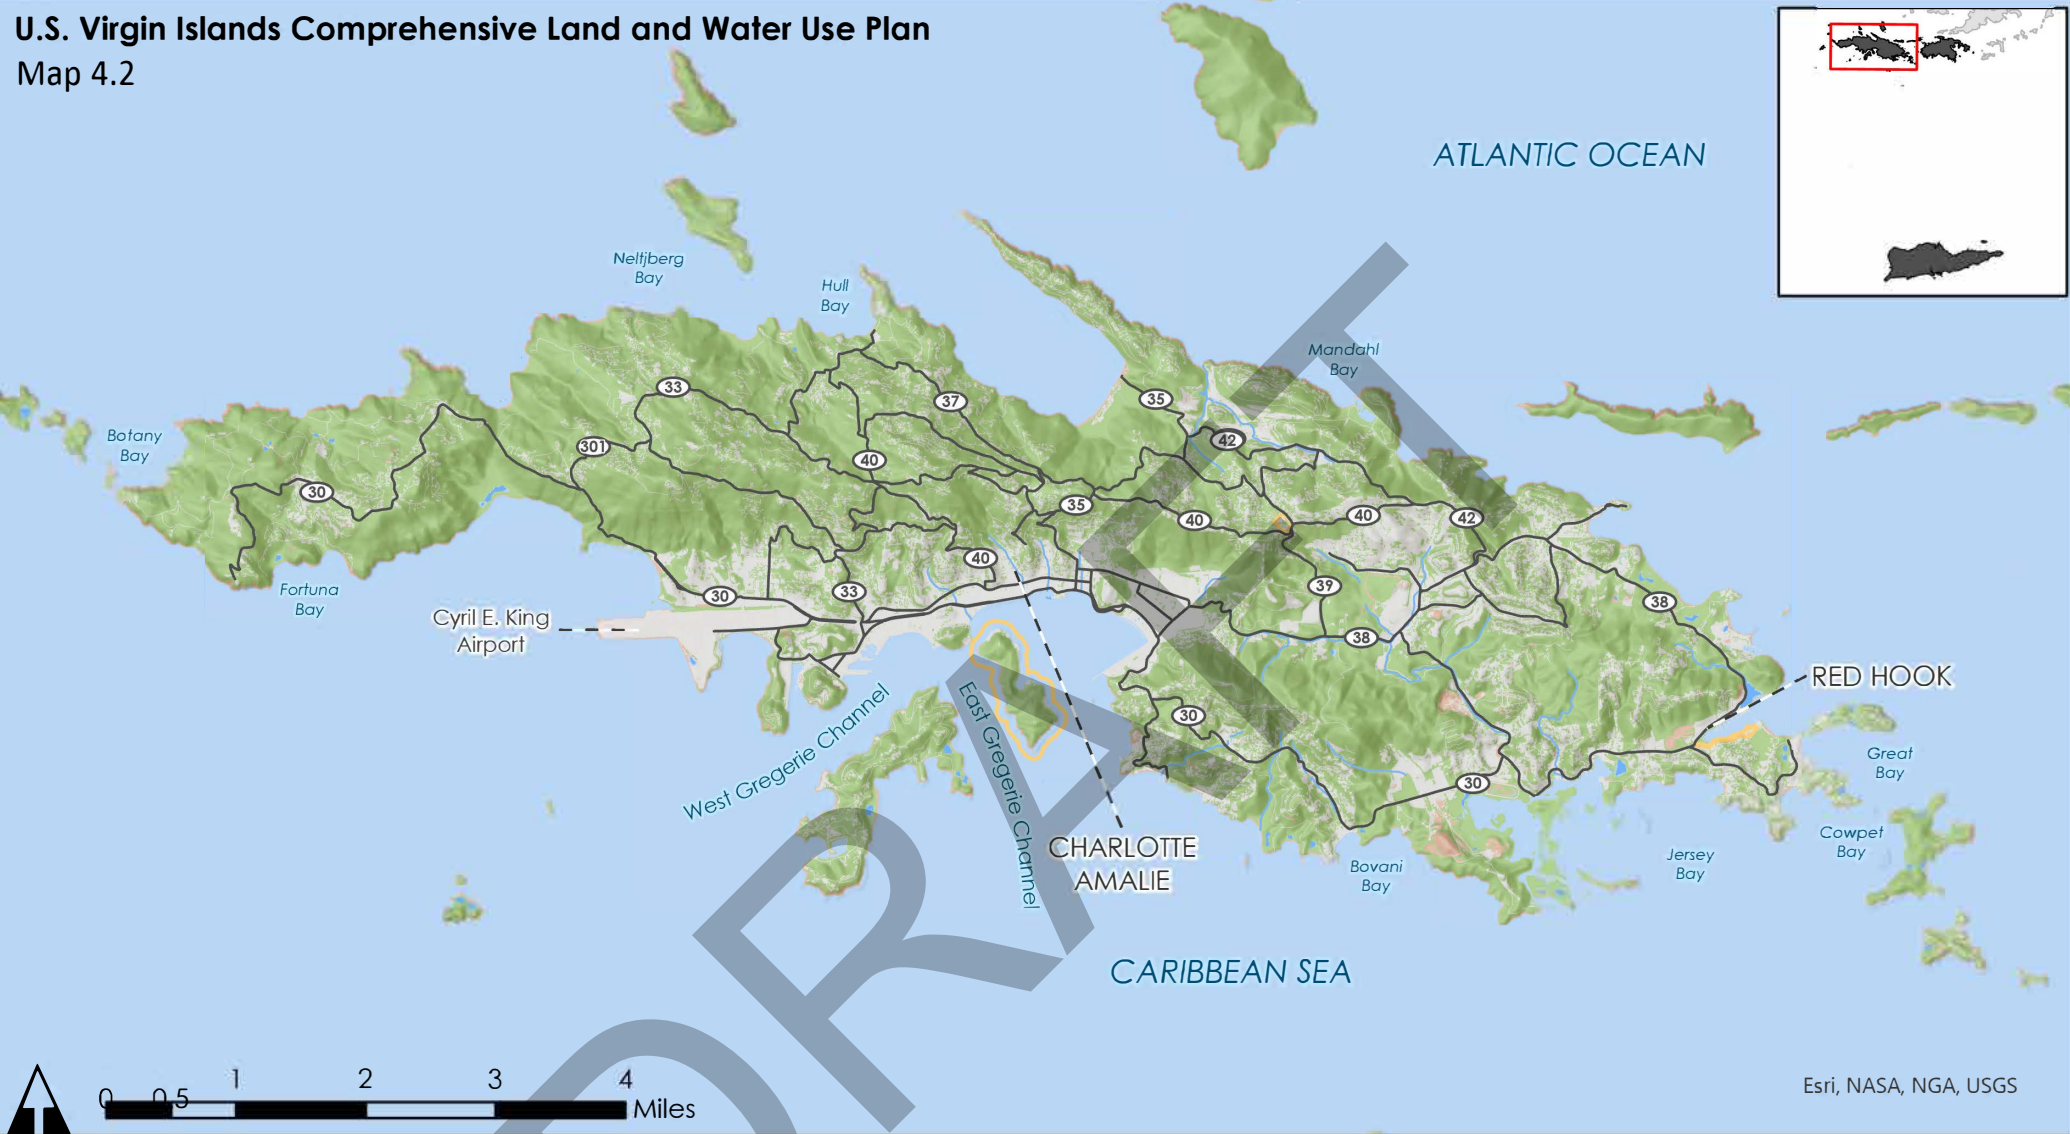 U.S. Virgin Islands Comprehensive Land and Water Use Plan
Map 4.2
ATLANTIC OCEAN
Neltjberg
Bay
Hull
Bay
Mandahl
Bay
33
37
35
42
301
40
Botany
Bay
30
35
40
40
42
40
Fortuna
Bay
30
33
39
38
Cyril E. King
Airport
38
RED HOOK
West Gregerie Channel
East Gregerie Channel
30
Great
Bay
30
CHARLOTTE
AMALIE
Cowpet
Bay
Bovani
Bay
Jersey
Bay
CARIBBEAN SEA
DRAFT
0 0.5 1 2 3 4
Miles
Esri, NASA, NGA, USGS